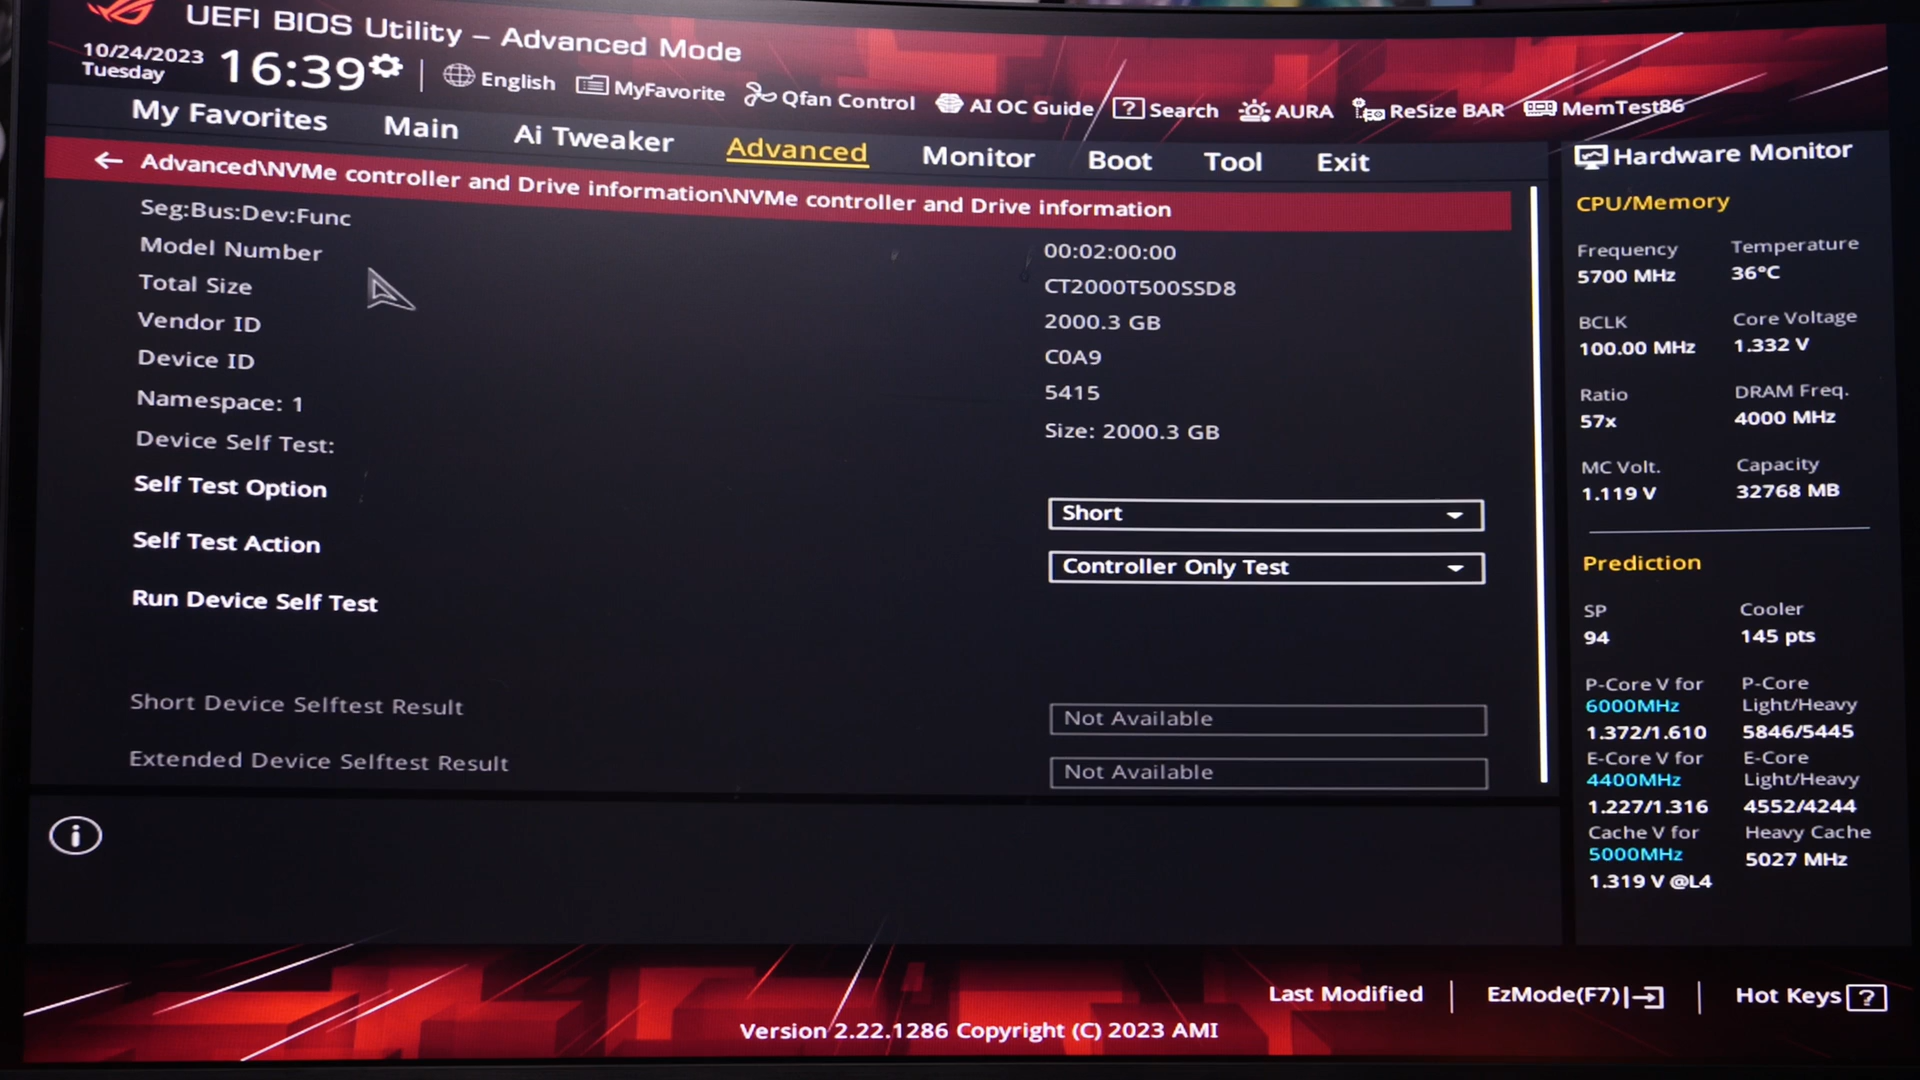 UEFI BIOS Utility – Advanced Mode
10/24/2023
Tuesday
16:39
English
MyFavorite
Qfan Control
AI OC Guide
? Search
AURA
ReSize BAR
MemTest86
My Favorites
Main
Ai Tweaker
Advanced
Monitor
Boot
Tool
Exit
Advanced\NVMe controller and Drive information\NVMe controller and Drive information
Seg:Bus:Dev:Func 00:02:00:00
Model Number CT2000T500SSD8
Total Size 2000.3 GB
Vendor ID C0A9
Device ID 5415
Namespace: 1 Size: 2000.3 GB
Device Self Test:
Self Test Option Short
Self Test Action Controller Only Test
Run Device Self Test
Short Device Selftest Result Not Available
Extended Device Selftest Result Not Available
i
Hardware Monitor
CPU/Memory
Frequency Temperature
5700 MHz 36°C
BCLK Core Voltage
100.00 MHz 1.332 V
Ratio DRAM Freq.
57x 4000 MHz
MC Volt. Capacity
1.119 V 32768 MB
Prediction
SP Cooler
94 145 pts
P-Core V for P-Core
6000MHz Light/Heavy
1.372/1.610 5846/5445
E-Core V for E-Core
4400MHz Light/Heavy
1.227/1.316 4552/4244
Cache V for Heavy Cache
5000MHz 5027 MHz
1.319 V @L4
Last Modified
EzMode(F7)
Hot Keys ?
Version 2.22.1286 Copyright (C) 2023 AMI